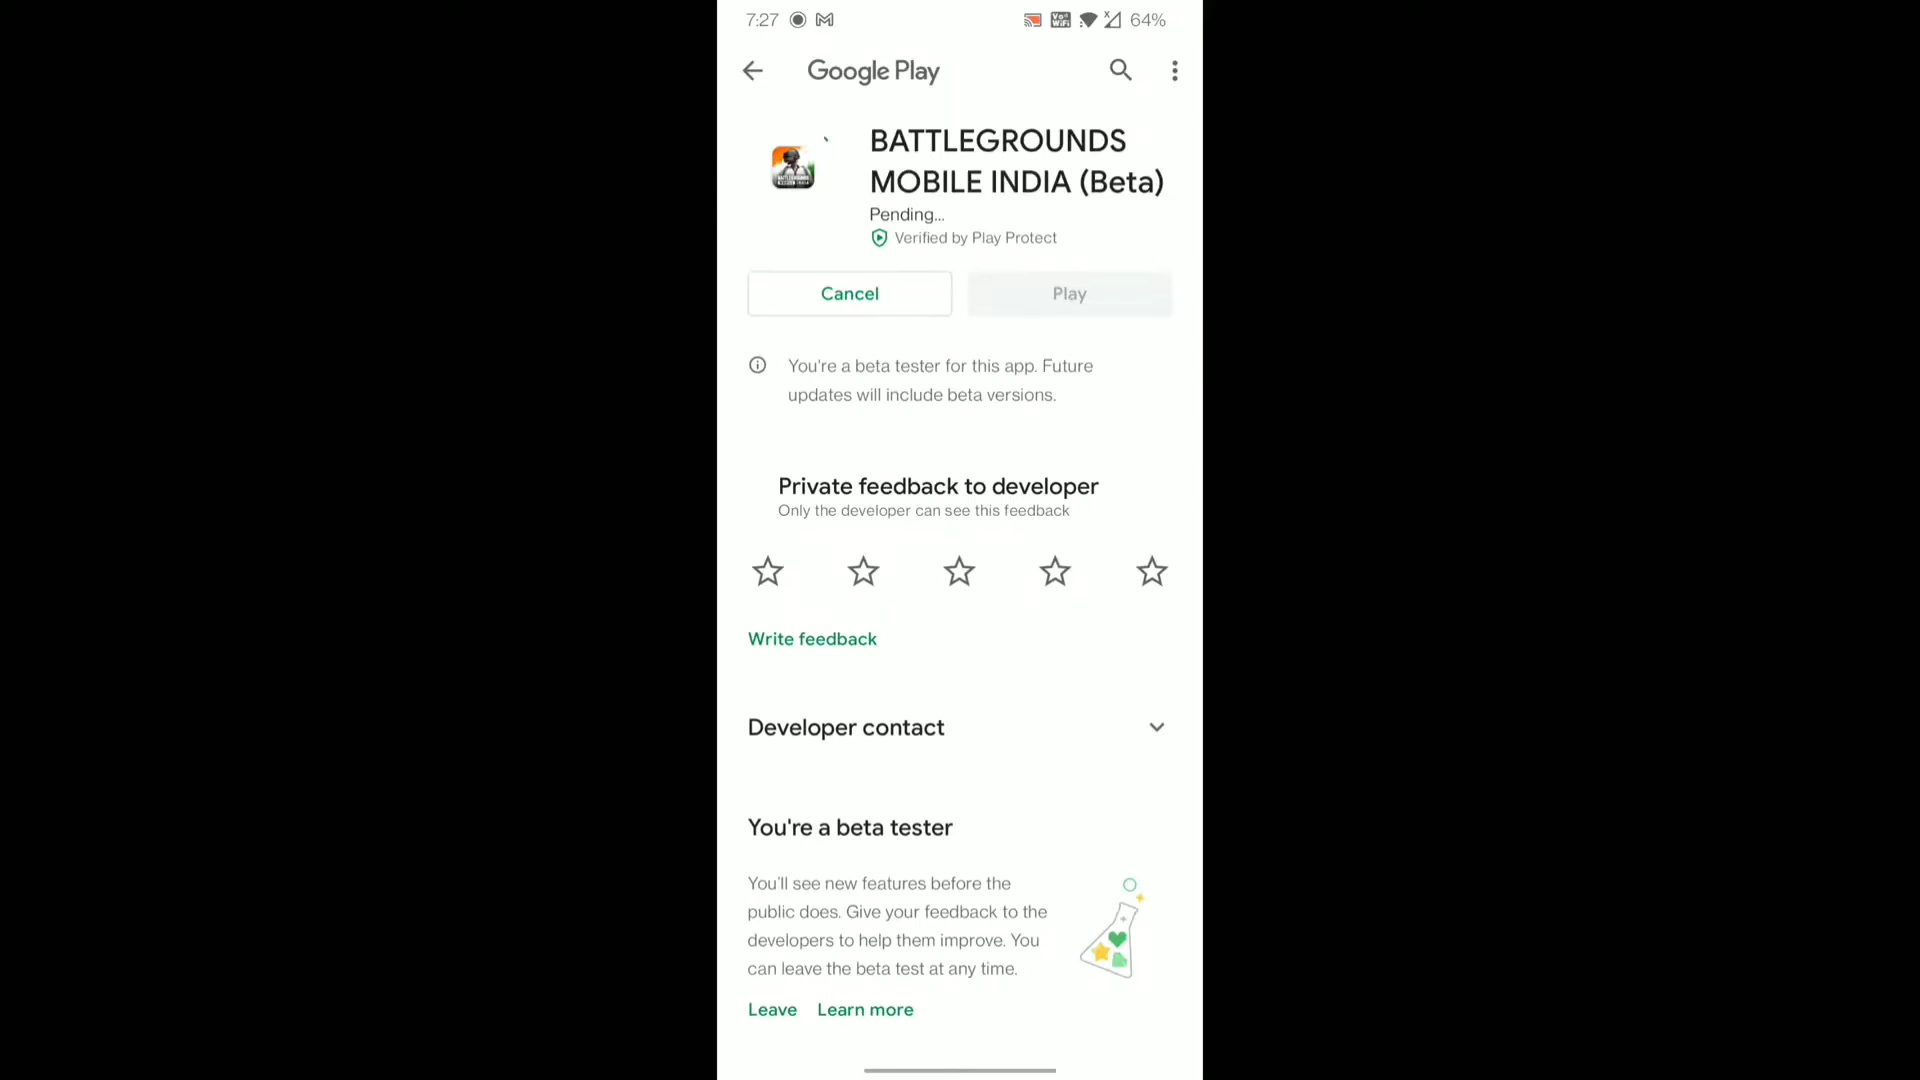 7:27 64%
Google Play
BATTLEGROUNDS
MOBILE INDIA (Beta)
Pending...
Verified by Play Protect
Cancel Play
You're a beta tester for this app. Future
updates will include beta versions.
Private feedback to developer
Only the developer can see this feedback
Write feedback
Developer contact
You're a beta tester
You'll see new features before the
public does. Give your feedback to the
developers to help them improve. You
can leave the beta test at any time.
Leave Learn more